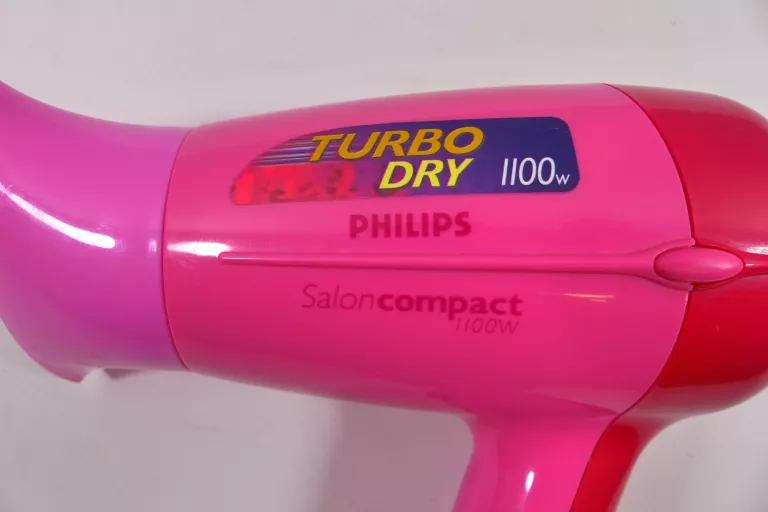 TURBO
DRY 1100w
PHILIPS
Saloncompact
1100W